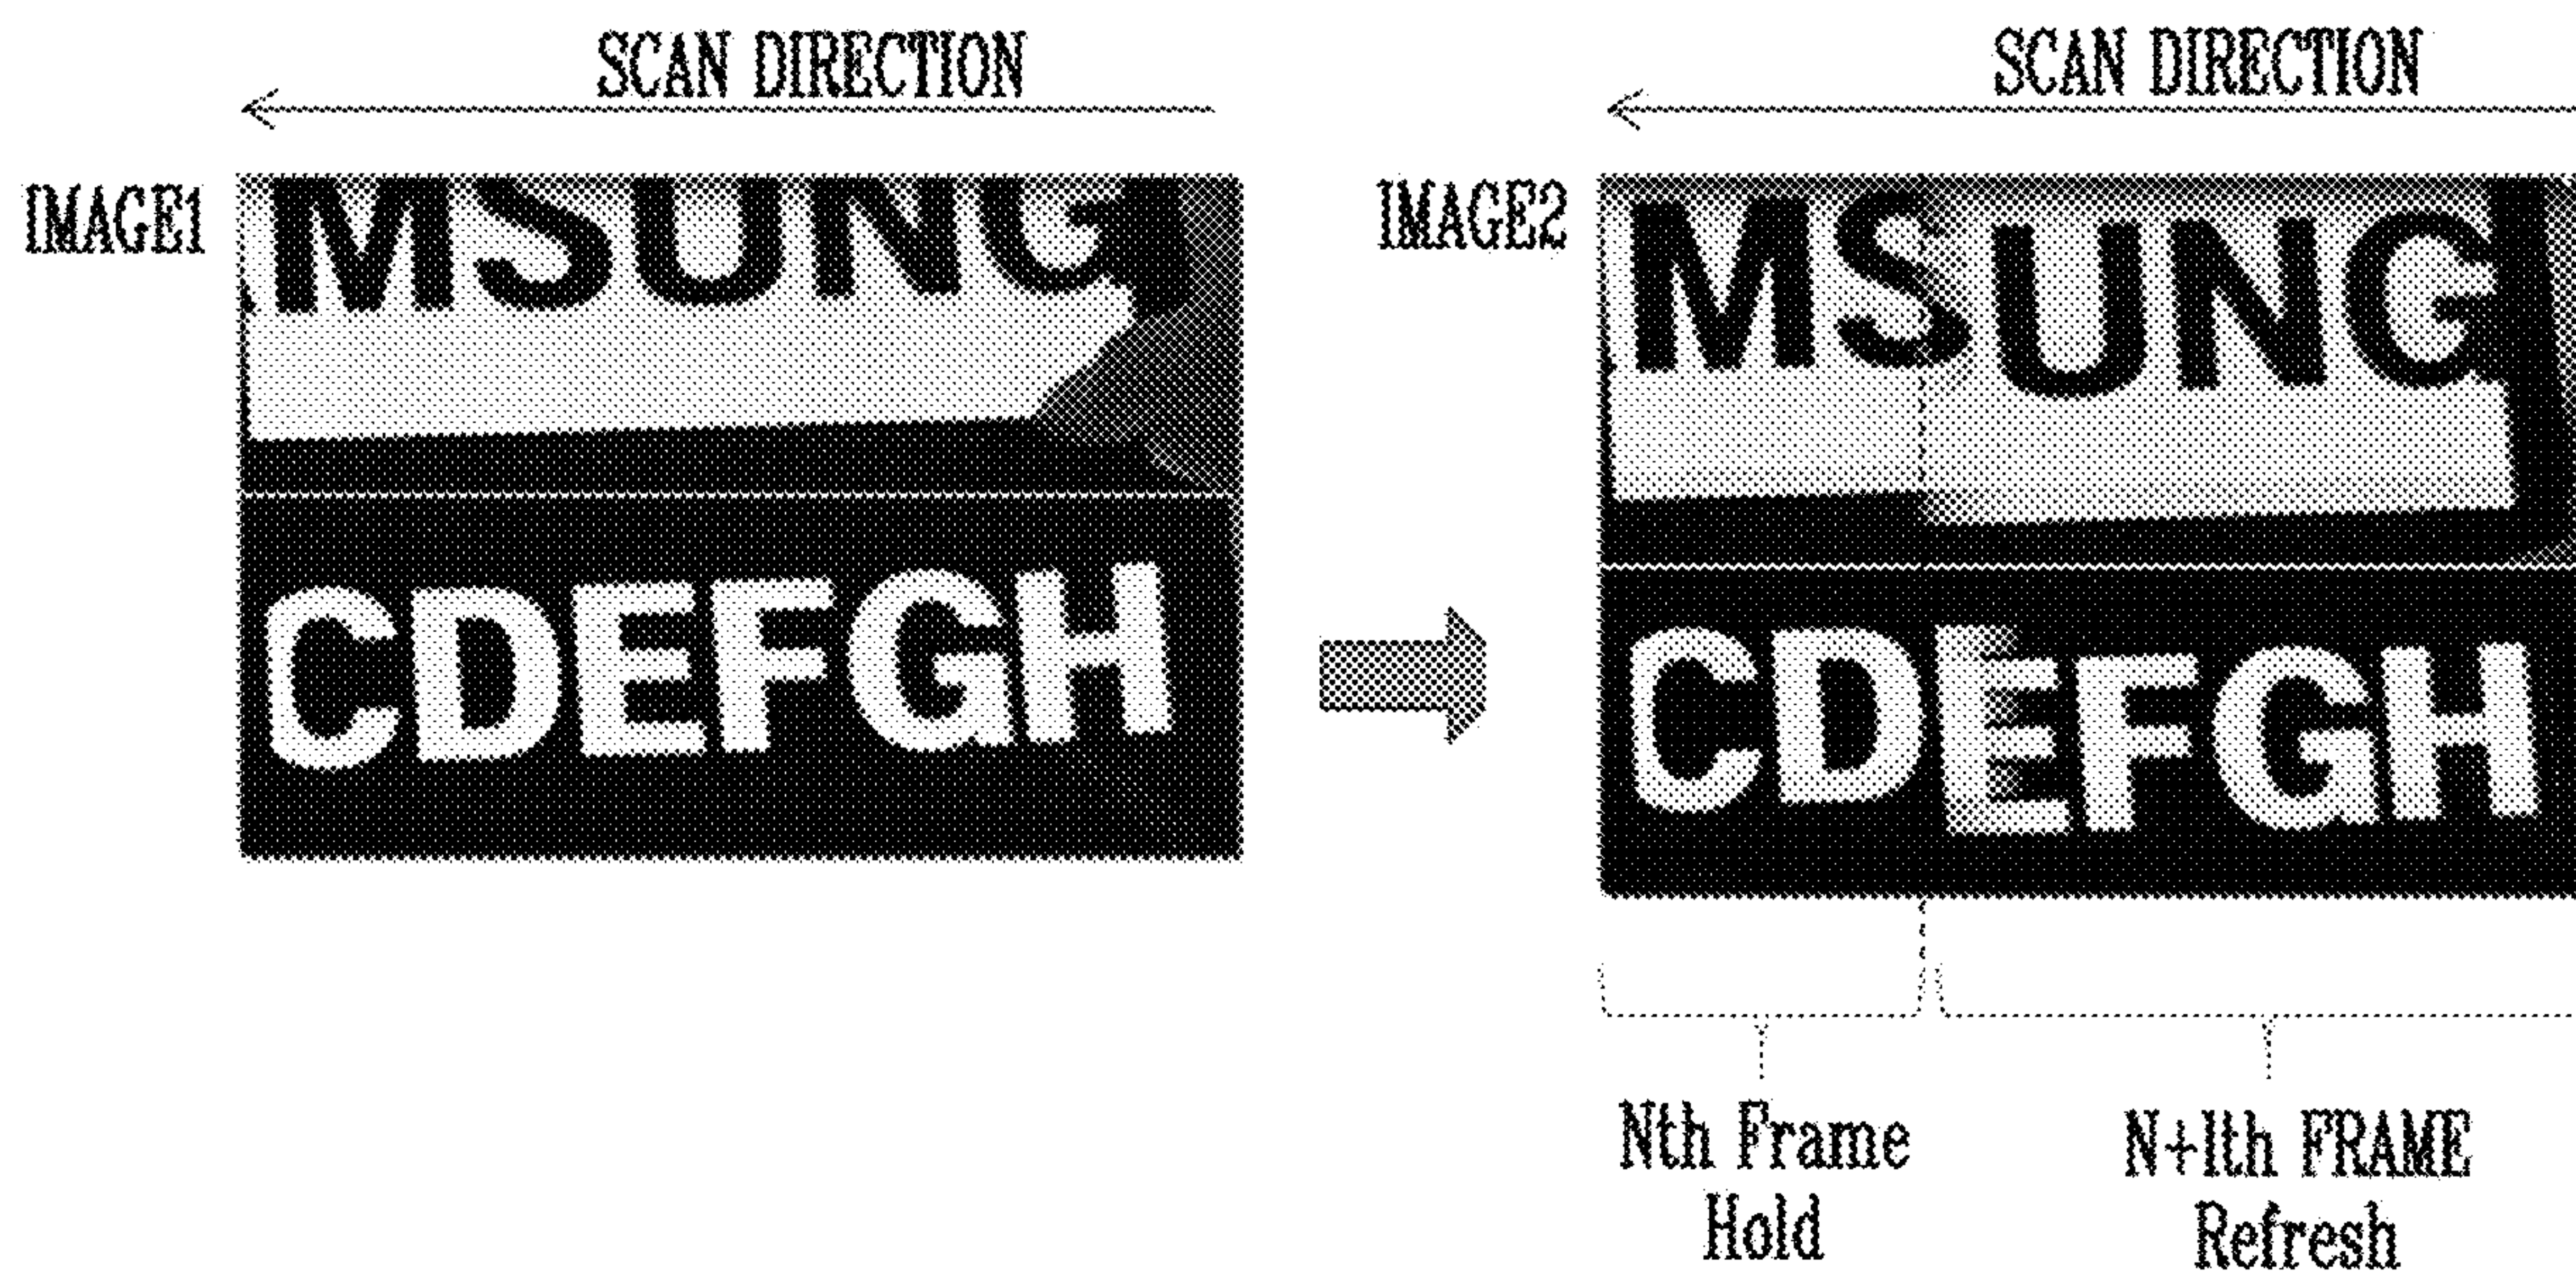 SCAN DIRECTION
SCAN DIRECTION
IMAGE1
MSUNG
CDEFGH
IMAGE2
MSUNG
CDEFGH
Nth Frame
Hold
N+1th FRAME
Refresh